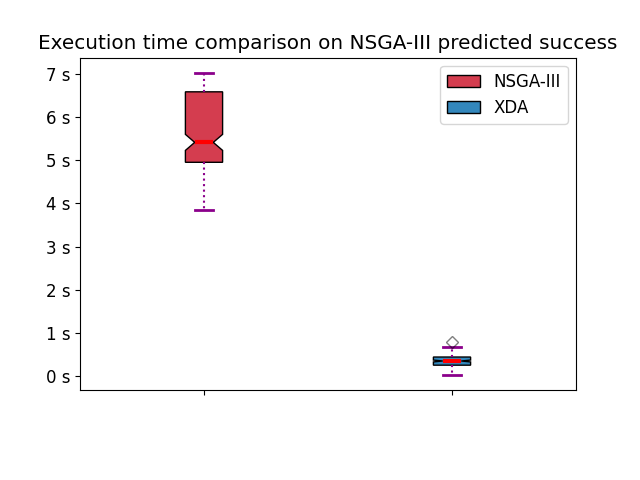 Execution time comparison on NSGA-III predicted success
7 s
6 s
5 s
4 s
3 s
2 s
1 s
0 s
NSGA-III
XDA